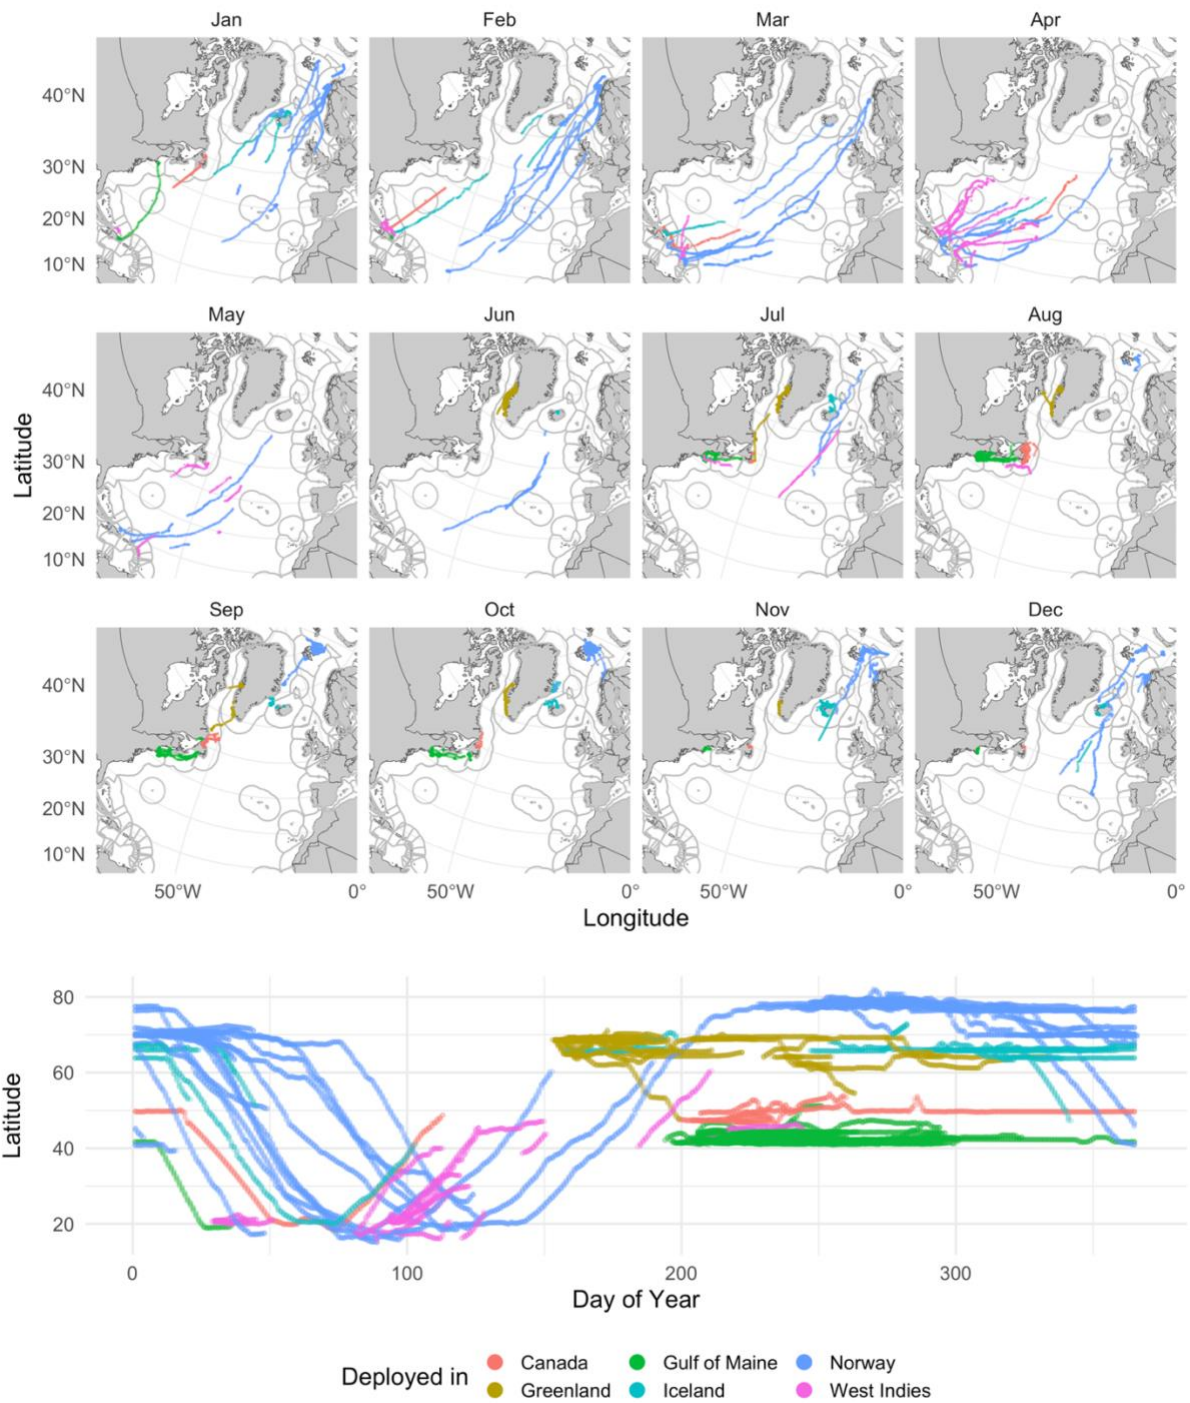 Jan Feb Mar Apr
40°N
30°N
20°N
10°N
May Jun Jul Aug
40°N
30°N
20°N
10°N
Latitude
Sep Oct Nov Dec
40°N
30°N
20°N
10°N
50°W 0° 50°W 0° 50°W 0° 50°W 0°
Longitude
80
60
40
20
Latitude
0 100 200 300
Day of Year
Deployed in
Canada Gulf of Maine Norway
Greenland Iceland West Indies